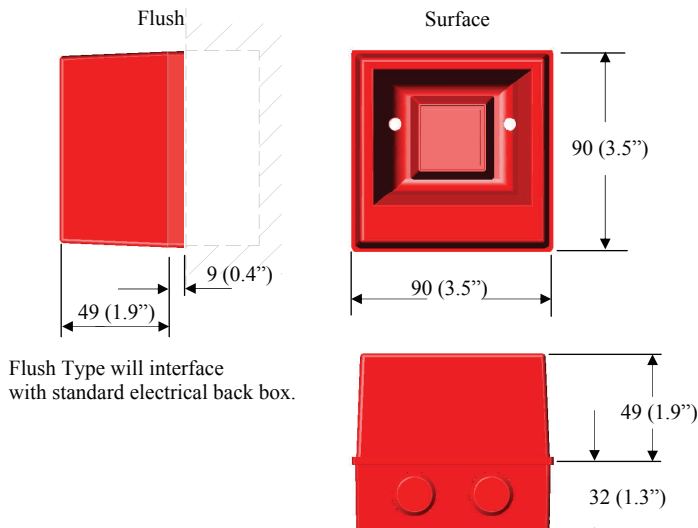 Flush
Surface
90 (3.5”)
9 (0.4”)
49 (1.9”)
90 (3.5”)
Flush Type will interface
with standard electrical back box.
49 (1.9”)
32 (1.3”)